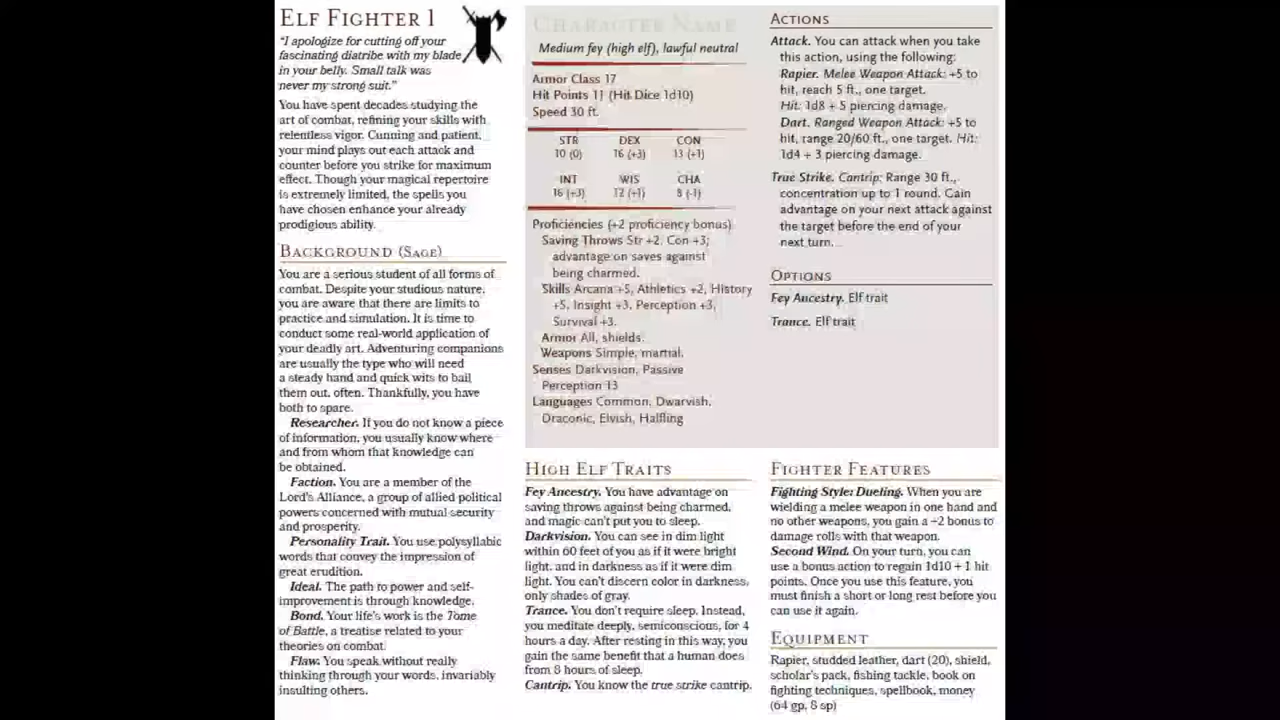 ELF FIGHTER 1
"I apologize for cutting off your
fascinating diatribe with my blade
in your belly. Small talk was
never my strong suit."
You have spent decades studying the
art of combat, refining your skills with
relentless vigor. Cunning and patient,
your mind plays out each attack and
counter before you strike for maximum
effect. Though your magical repertoire
is extremely limited, the spells you
have chosen enhance your already
prodigious ability.
BACKGROUND (SAGE)
You are a serious student of all forms of
combat. Despite your studious nature,
you are aware that there are limits to
practice and simulation. It is time to
conduct some real-world application of
your deadly art. Adventuring companions
are usually the type who will need
a steady hand and quick wits to bail
them out, often. Thankfully, you have
both to spare.
Researcher. If you do not know a piece
of information, you usually know where
and from whom that knowledge can
be obtained.
Faction. You are a member of the
Lord's Alliance, a group of allied political
powers concerned with mutual security
and prosperity.
Personality Trait. You use polysyllabic
words that convey the impression of
great erudition.
Ideal. The path to power and self-
improvement is through knowledge.
Bond. Your life's work is the Tome
of Battle, a treatise related to your
theories on combat.
Flaw. You speak without really
thinking through your words, invariably
insulting others.
CHARACTER NAME
Medium fey (high elf), lawful neutral
Armor Class 17
Hit Points 11 (Hit Dice 1d10)
Speed 30 ft.
STR DEX CON
10 (0) 16 (+3) 13 (+1)
INT WIS CHA
16 (+3) 12 (+1) 8 (-1)
Proficiencies (+2 proficiency bonus)
Saving Throws Str +2, Con +3;
advantage on saves against
being charmed.
Skills Arcana +5, Athletics +2, History
+5, Insight +3, Perception +3,
Survival +3.
Armor All, shields.
Weapons Simple, martial.
Senses Darkvision, Passive
Perception 13
Languages Common, Dwarvish,
Draconic, Elvish, Halfling
ACTIONS
Attack. You can attack when you take
this action, using the following:
Rapier. Melee Weapon Attack: +5 to
hit, reach 5 ft., one target.
Hit: 1d8 + 5 piercing damage.
Dart. Ranged Weapon Attack: +5 to
hit, range 20/60 ft., one target. Hit:
1d4 + 3 piercing damage.
True Strike. Cantrip: Range 30 ft.,
concentration up to 1 round. Gain
advantage on your next attack against
the target before the end of your
next turn.
OPTIONS
Fey Ancestry. Elf trait
Trance. Elf trait
HIGH ELF TRAITS
Fey Ancestry. You have advantage on
saving throws against being charmed,
and magic can't put you to sleep.
Darkvision. You can see in dim light
within 60 feet of you as if it were bright
light, and in darkness as if it were dim
light. You can't discern color in darkness,
only shades of gray.
Trance. You don't require sleep. Instead,
you meditate deeply, semiconscious, for 4
hours a day. After resting in this way, you
gain the same benefit that a human does
from 8 hours of sleep.
Cantrip. You know the true strike cantrip.
FIGHTER FEATURES
Fighting Style: Dueling. When you are
wielding a melee weapon in one hand and
no other weapons, you gain a +2 bonus to
damage rolls with that weapon.
Second Wind. On your turn, you can
use a bonus action to regain 1d10 + 1 hit
points. Once you use this feature, you
must finish a short or long rest before you
can use it again.
EQUIPMENT
Rapier, studded leather, dart (20), shield,
scholar's pack, fishing tackle, book on
fighting techniques, spellbook, money
(64 gp, 8 sp)